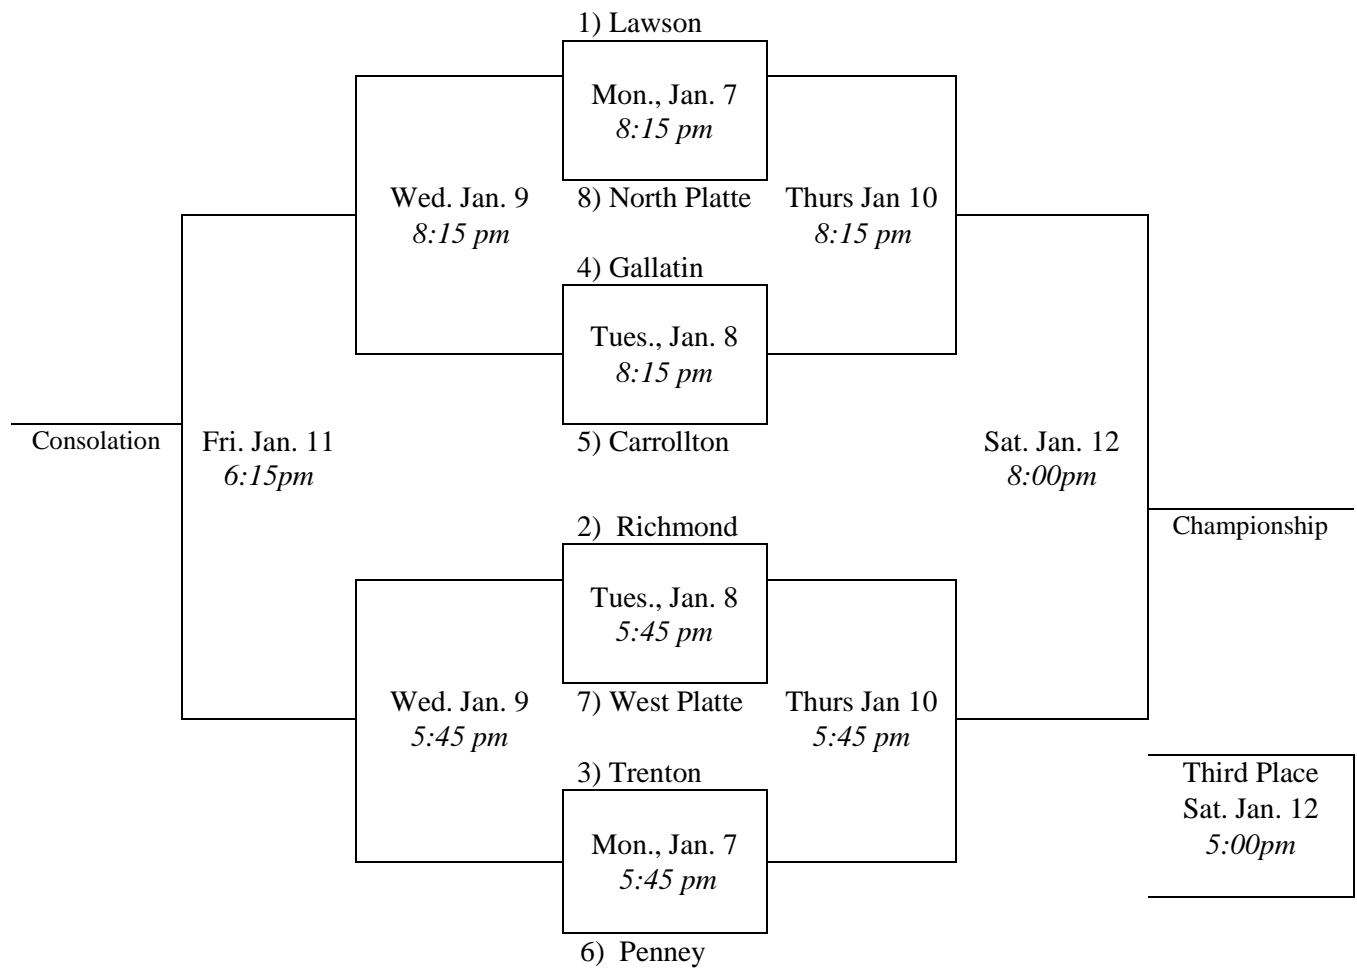 1) Lawson
Mon., Jan. 7
8:15 pm
Wed. Jan. 9
8:15 pm
8) North Platte
Thurs Jan 10
8:15 pm
4) Gallatin
Tues., Jan. 8
8:15 pm
5) Carrollton
Consolation
Fri. Jan. 11
6:15pm
Sat. Jan. 12
8:00pm
Championship
2)  Richmond
Tues., Jan. 8
5:45 pm
Wed. Jan. 9
5:45 pm
7) West Platte
Thurs Jan 10
5:45 pm
3) Trenton
Mon., Jan. 7
5:45 pm
6)  Penney
Third Place
Sat. Jan. 12
5:00pm